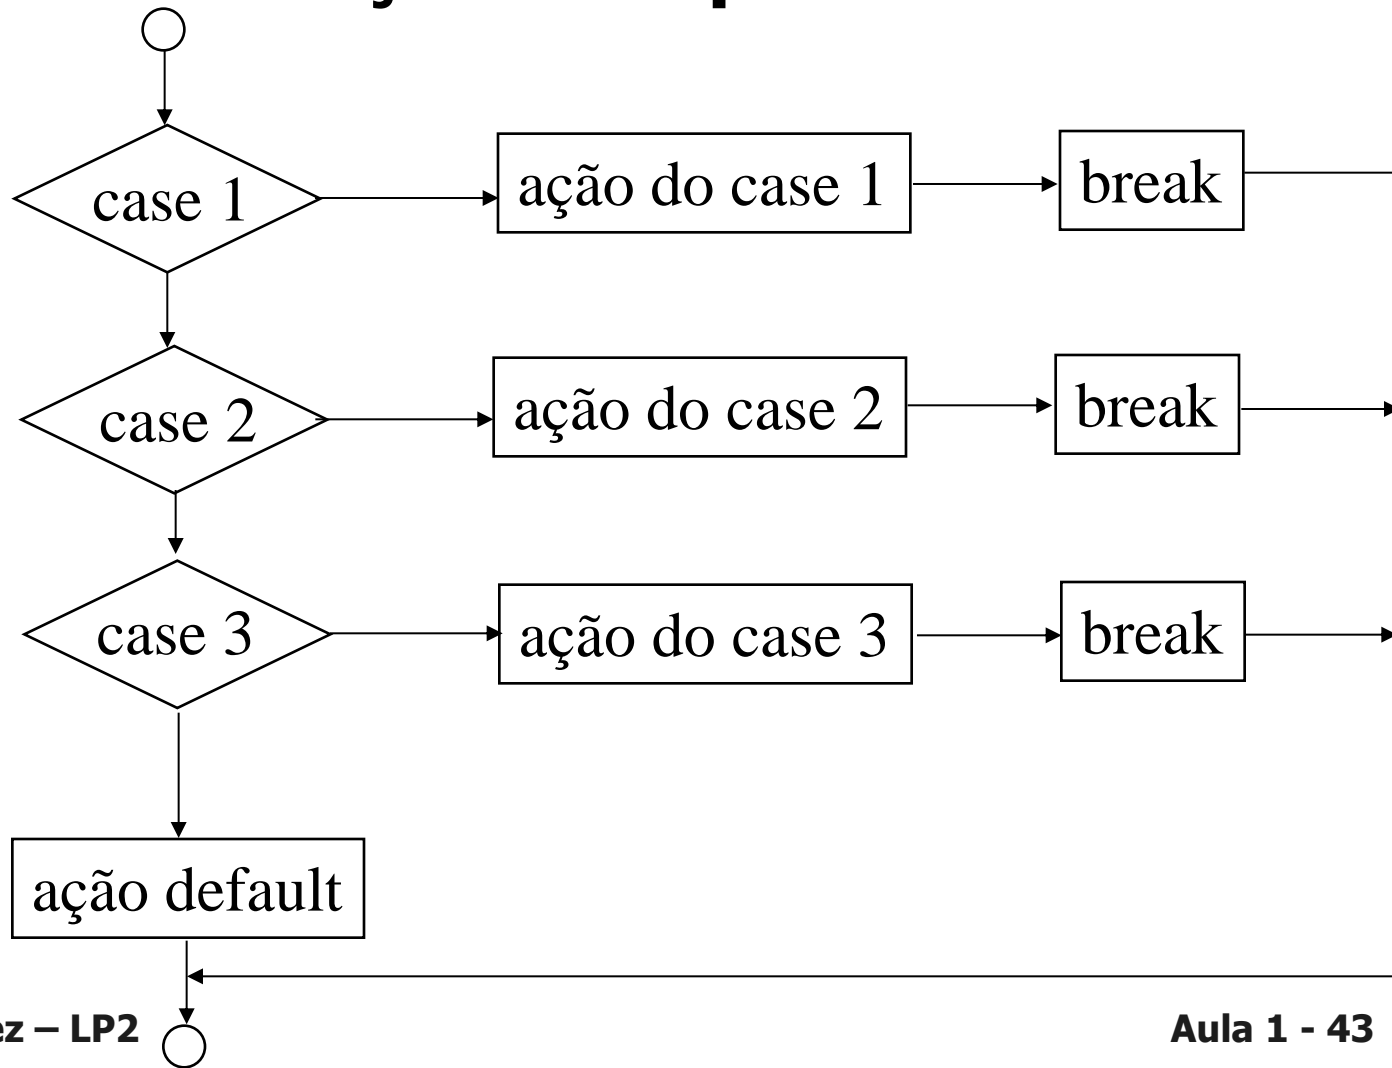 case 1
ação do case 1
break
case 2
ação do case 2
break
case 3
ação do case 3
break
ação default
– LP2
Aula 1 - 43